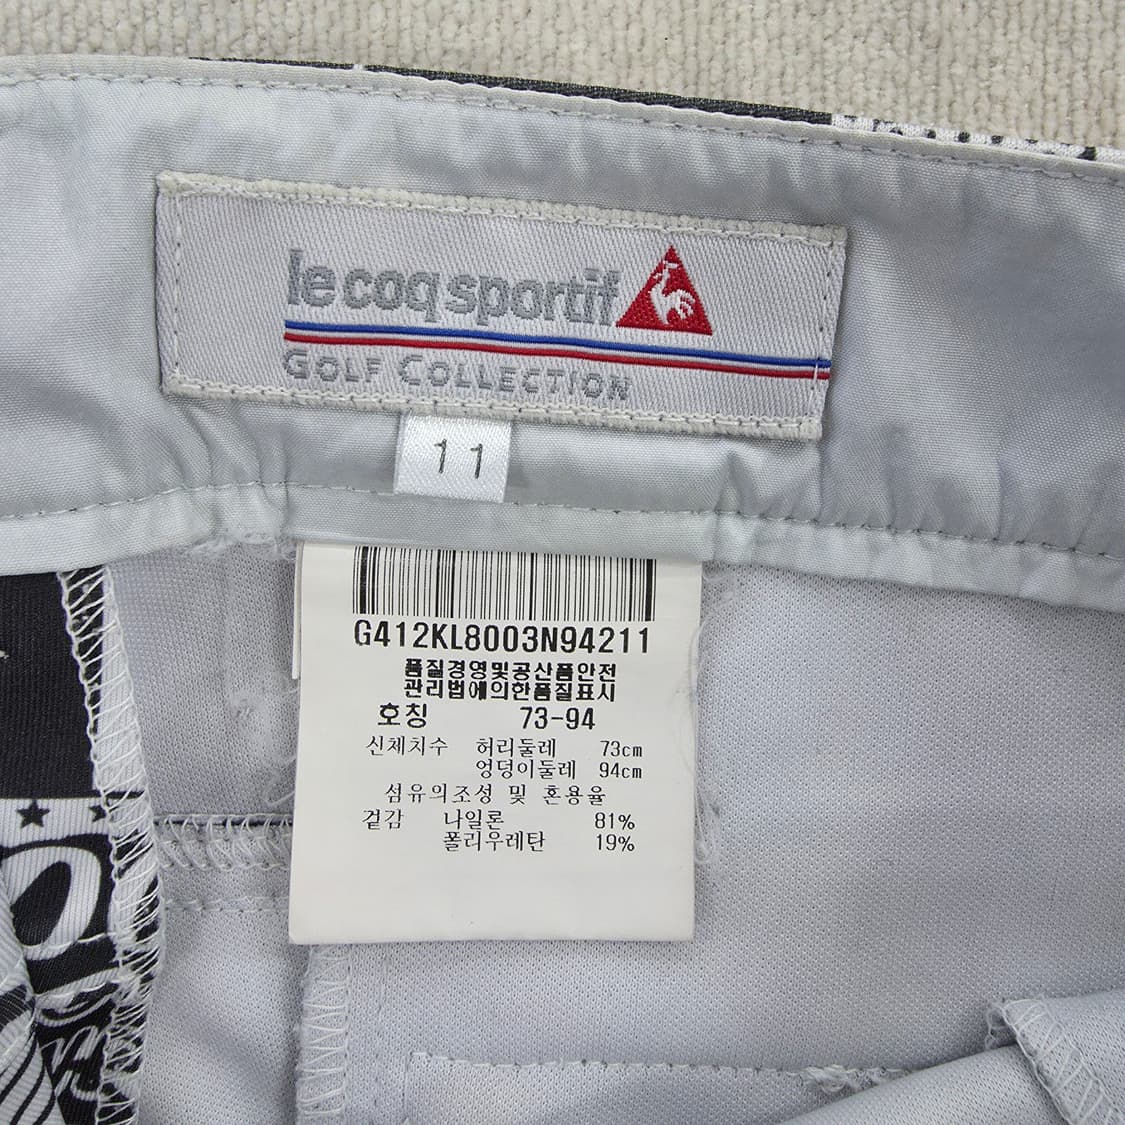 le coq sportif
GOLF COLLECTION
11
G412KL8003N94211
품질경영및공산품안전
관리법에의한품질표시
호칭 73-94
신체치수 허리둘레 73cm
엉덩이둘레 94cm
섬유의조성 및 혼용율
겉감 나일론 81%
폴리우레탄 19%